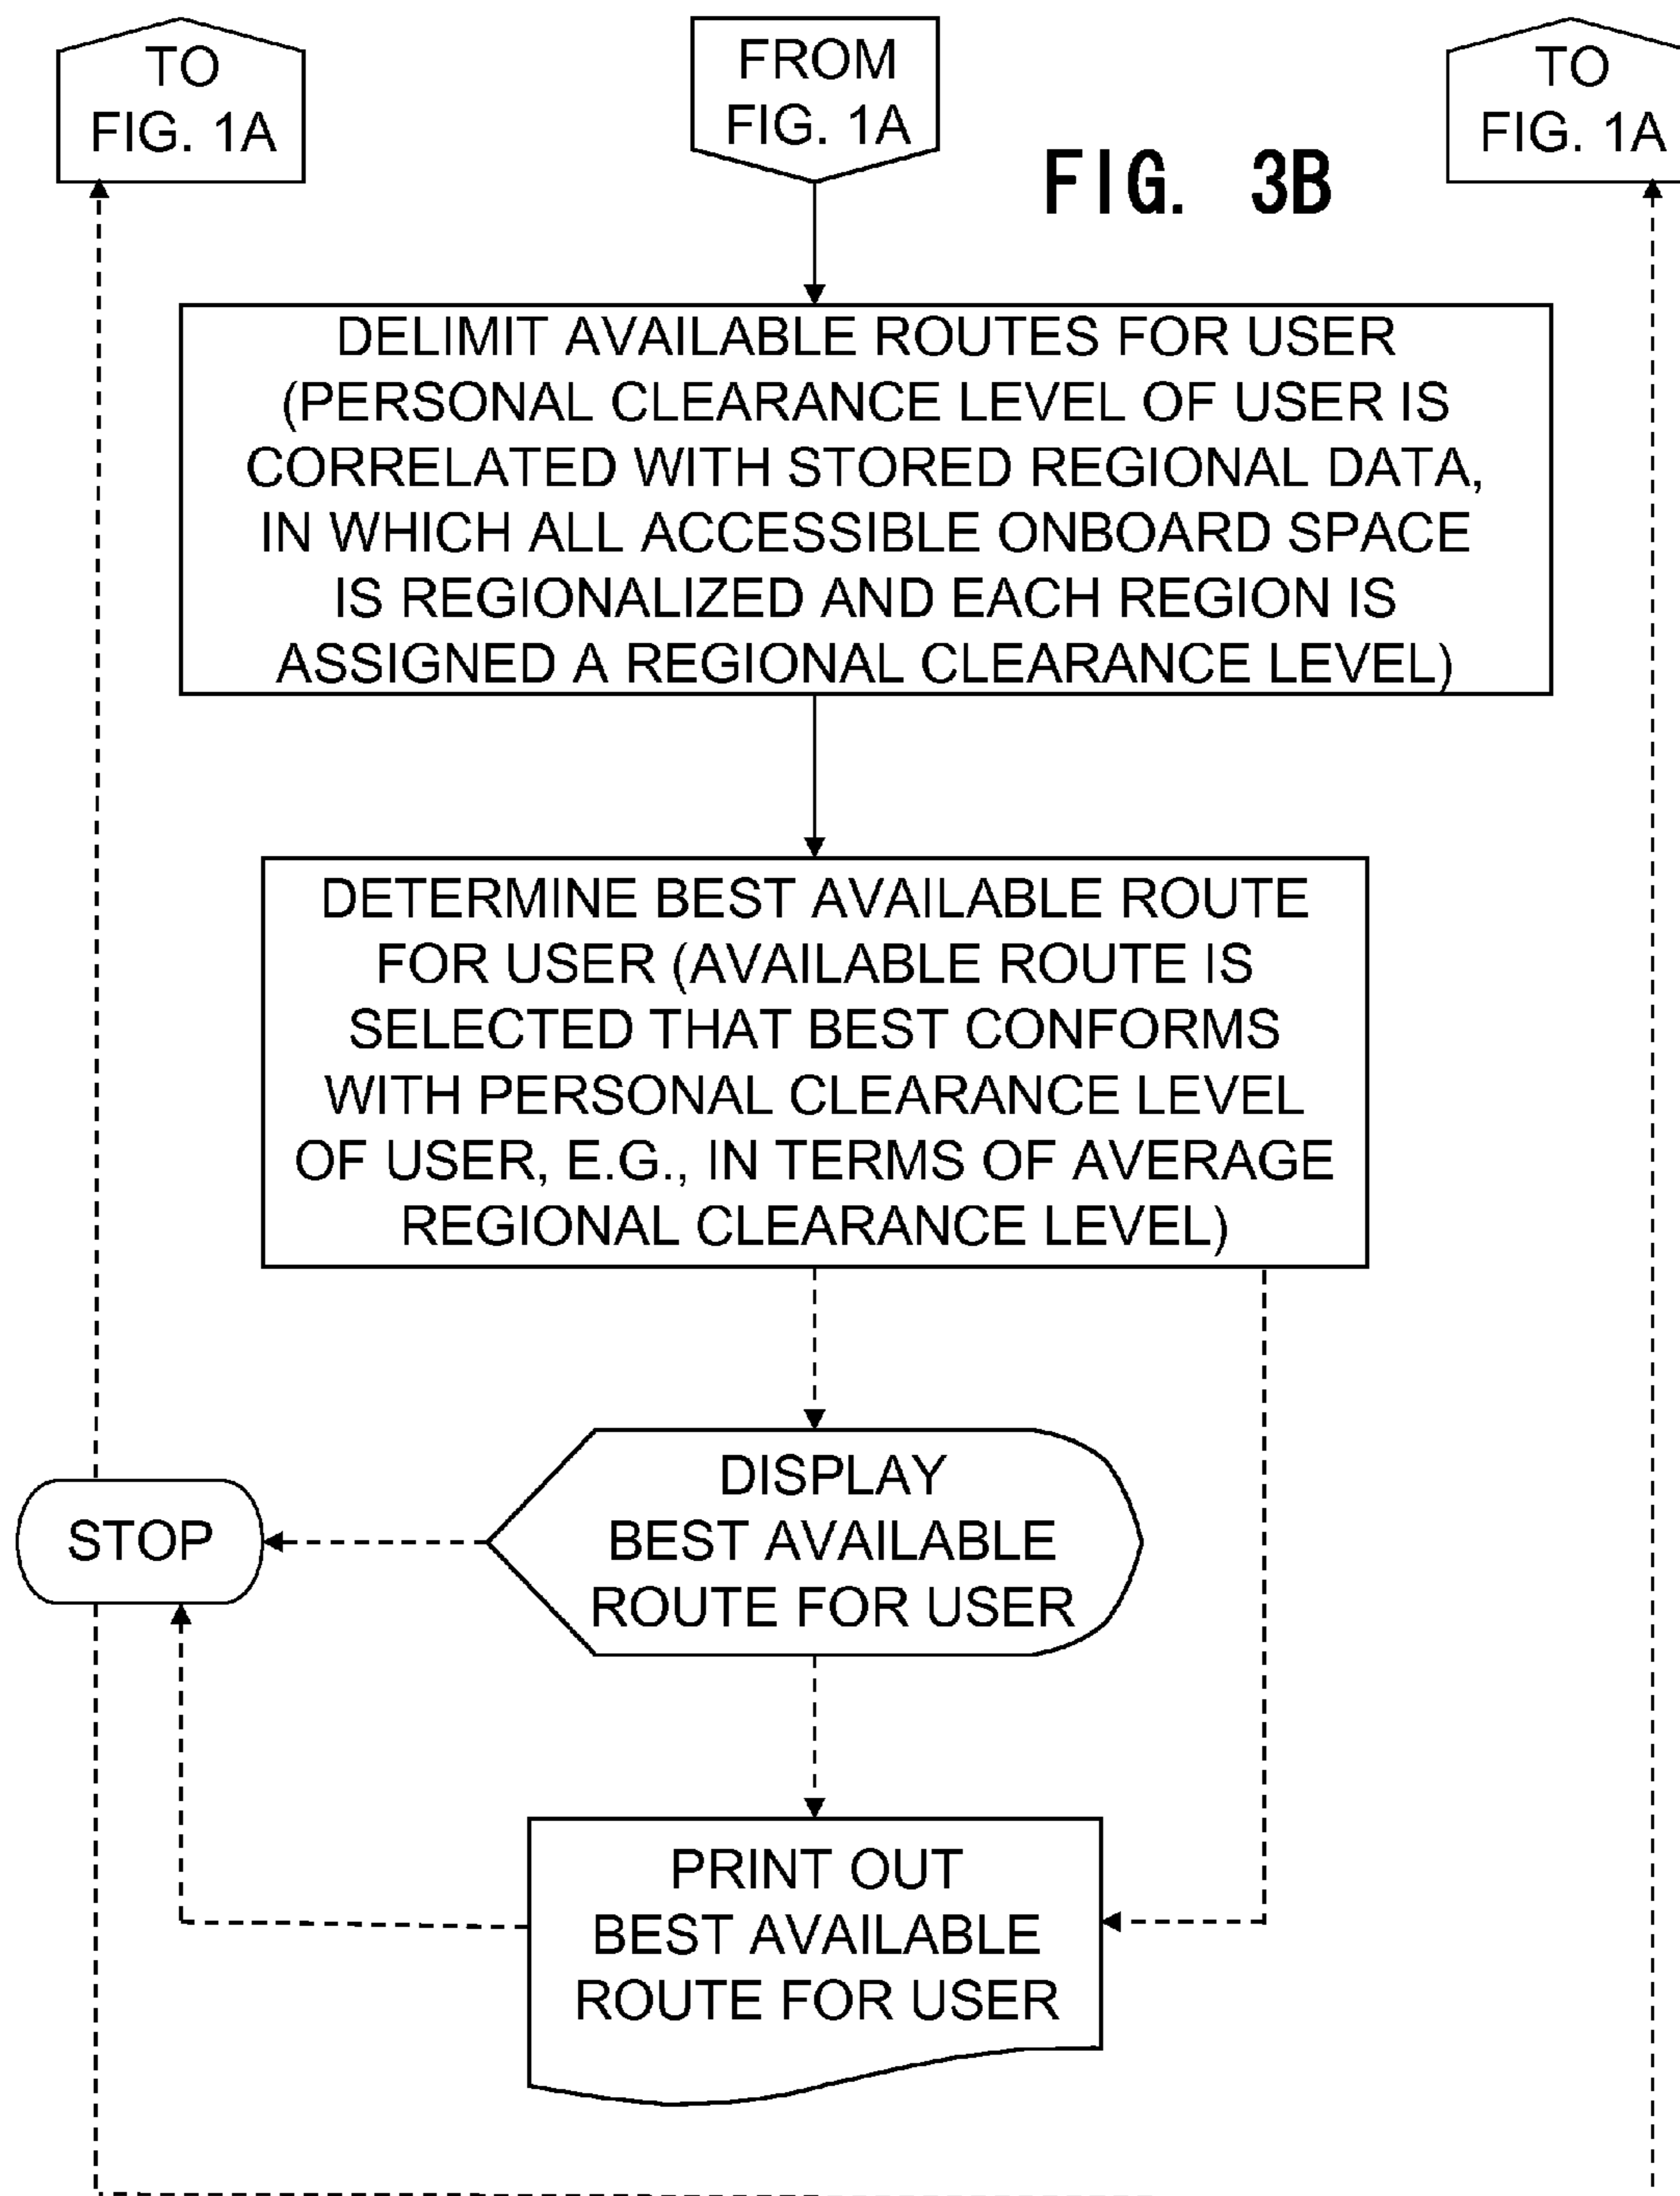 TO
FIG. 1A
FROM
FIG. 1A
TO
FIG. 1A
FIG. 3B
DELIMIT AVAILABLE ROUTES FOR USER
(PERSONAL CLEARANCE LEVEL OF USER IS
CORRELATED WITH STORED REGIONAL DATA,
IN WHICH ALL ACCESSIBLE ONBOARD SPACE
IS REGIONALIZED AND EACH REGION IS
ASSIGNED A REGIONAL CLEARANCE LEVEL)
DETERMINE BEST AVAILABLE ROUTE
FOR USER (AVAILABLE ROUTE IS
SELECTED THAT BEST CONFORMS
WITH PERSONAL CLEARANCE LEVEL
OF USER, E.G., IN TERMS OF AVERAGE
REGIONAL CLEARANCE LEVEL)
DISPLAY
BEST AVAILABLE
ROUTE FOR USER
STOP
PRINT OUT
BEST AVAILABLE
ROUTE FOR USER